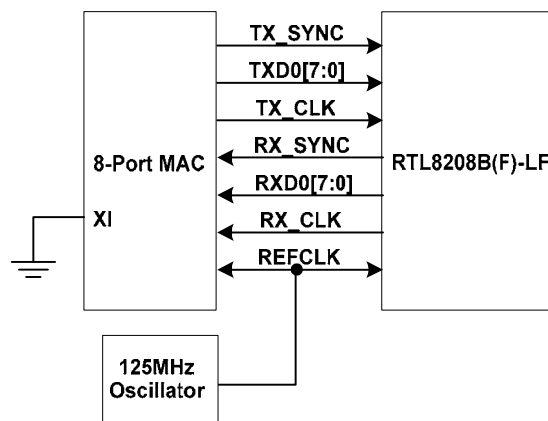 TX_SYNC
TXD0[7:0]
TX_CLK
RX_SYNC
8-Port MAC
RTL8208B(F)-LF
RXD0[7:0]
XI
RX_CLK
REFCLK
125MHz
Oscillator